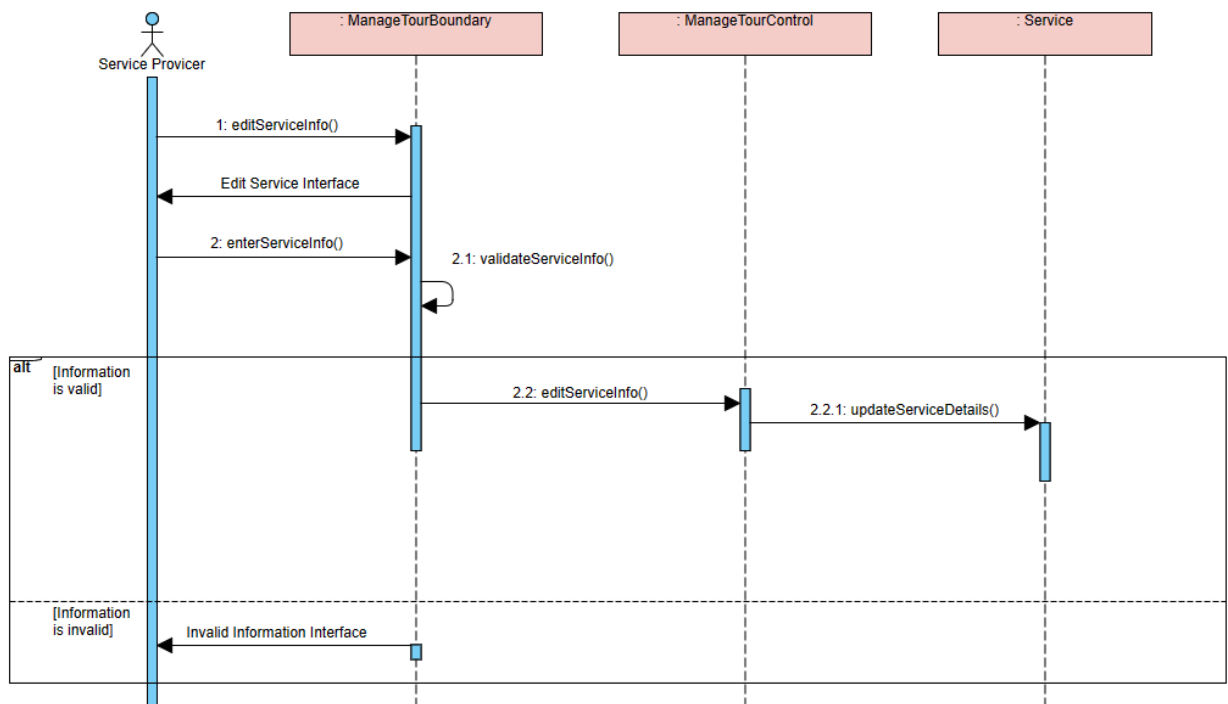 : ManageTourBoundary
: ManageTourControl
: Service
Service Provicer
1: editServiceInfo()
Edit Service Interface
2: enterServiceInfo()
2.1: validateServiceInfo()
alt
[Information
is valid]
2.2: editServiceInfo()
2.2.1: updateServiceDetails()
[Information
is invalid]
Invalid Information Interface